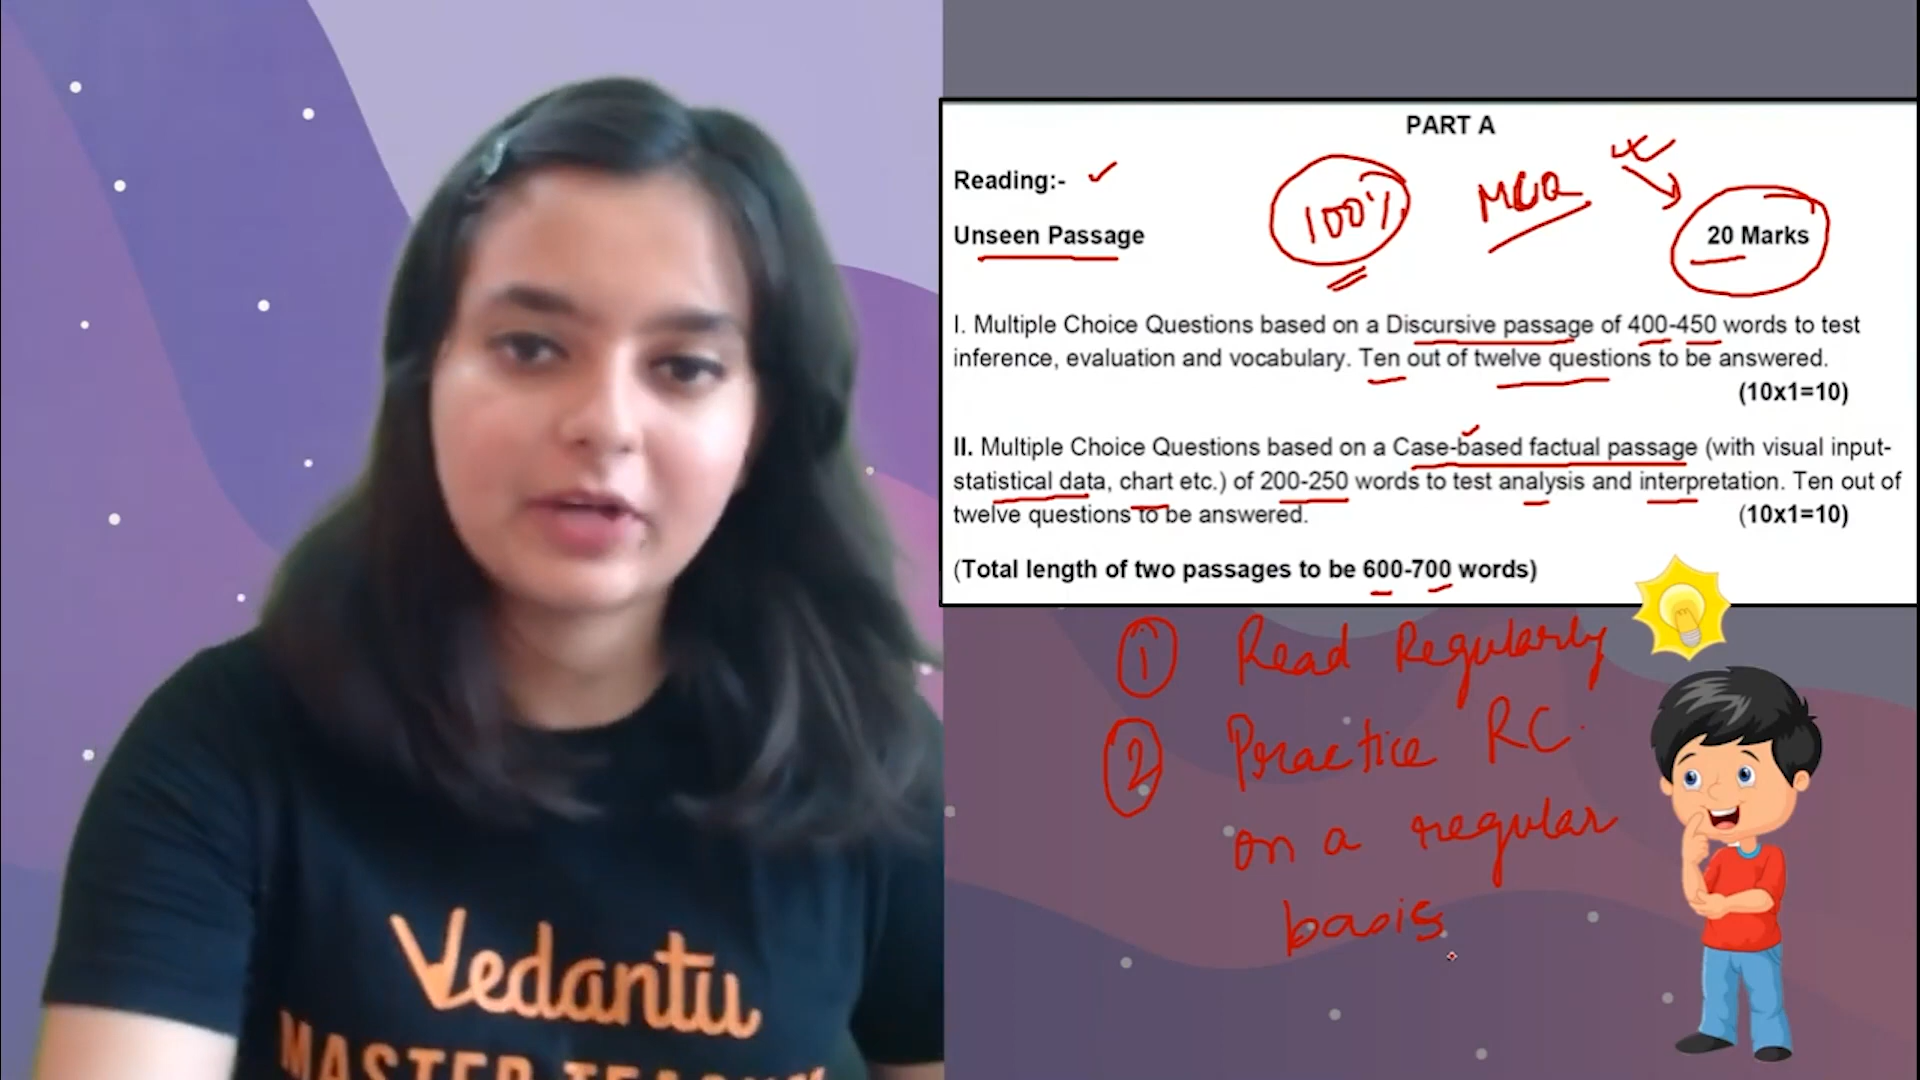 PART A
Reading:-
100% MCQ
Unseen Passage 20 Marks
I. Multiple Choice Questions based on a Discursive passage of 400-450 words to test
inference, evaluation and vocabulary. Ten out of twelve questions to be answered.
(10x1=10)
II. Multiple Choice Questions based on a Case-based factual passage (with visual input-
statistical data, chart etc.) of 200-250 words to test analysis and interpretation. Ten out of
twelve questions to be answered. (10x1=10)
(Total length of two passages to be 600-700 words)
1 Read Regularly
2 Practice RC.
on a regular
basis
Vedantu
MASTER TEACHER